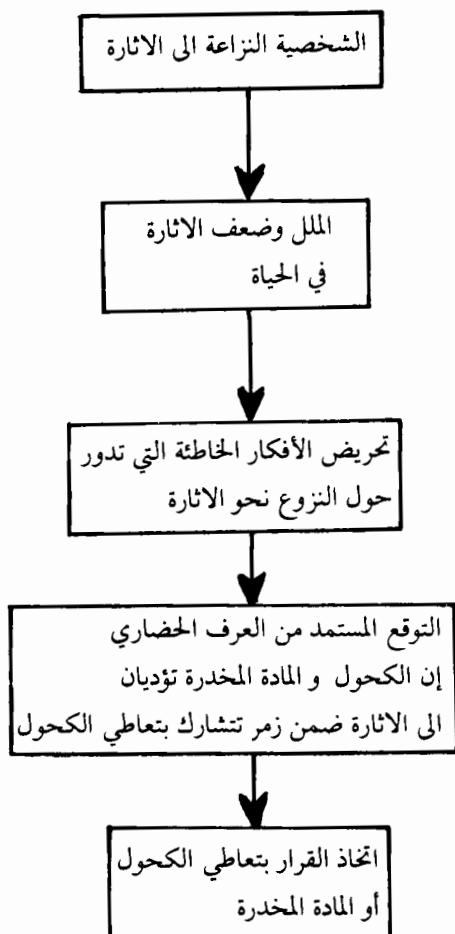 الشخصية النزاعة الى الاثارة
الملل وضعف الاثارة
في الحياة
تحريض الأفكار الخاطئة التي تدور
حول النزوع نحو الاثارة
التوقع المستمد من العرف الحضاري
إن الكحول و المادة المخدرة تؤديان
الى الاثارة ضمن زمر تتشارك بتعاطي الكحول
اتخاذ القرار بتعاطي الكحول
أو المادة المخدرة